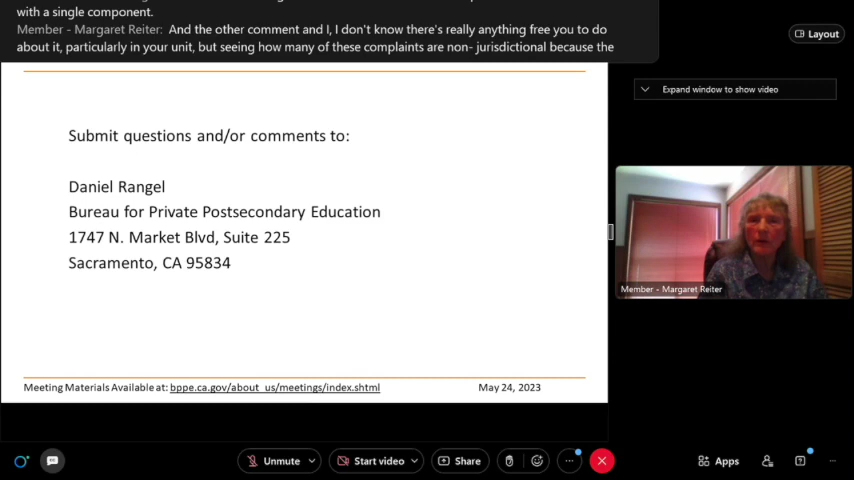 with a single component.
Member - Margaret Reiter: And the other comment and I, I don't know there's really anything free you to do
about it, particularly in your unit, but seeing how many of these complaints are non- jurisdictional because the
Layout
Expand window to show video
Submit questions and/or comments to:
Daniel Rangel
Bureau for Private Postsecondary Education
1747 N. Market Blvd, Suite 225
Sacramento, CA 95834
Member - Margaret Reiter
Meeting Materials Available at: bppe.ca.gov/about_us/meetings/index.shtml May 24, 2023
Unmute Start video Share Apps